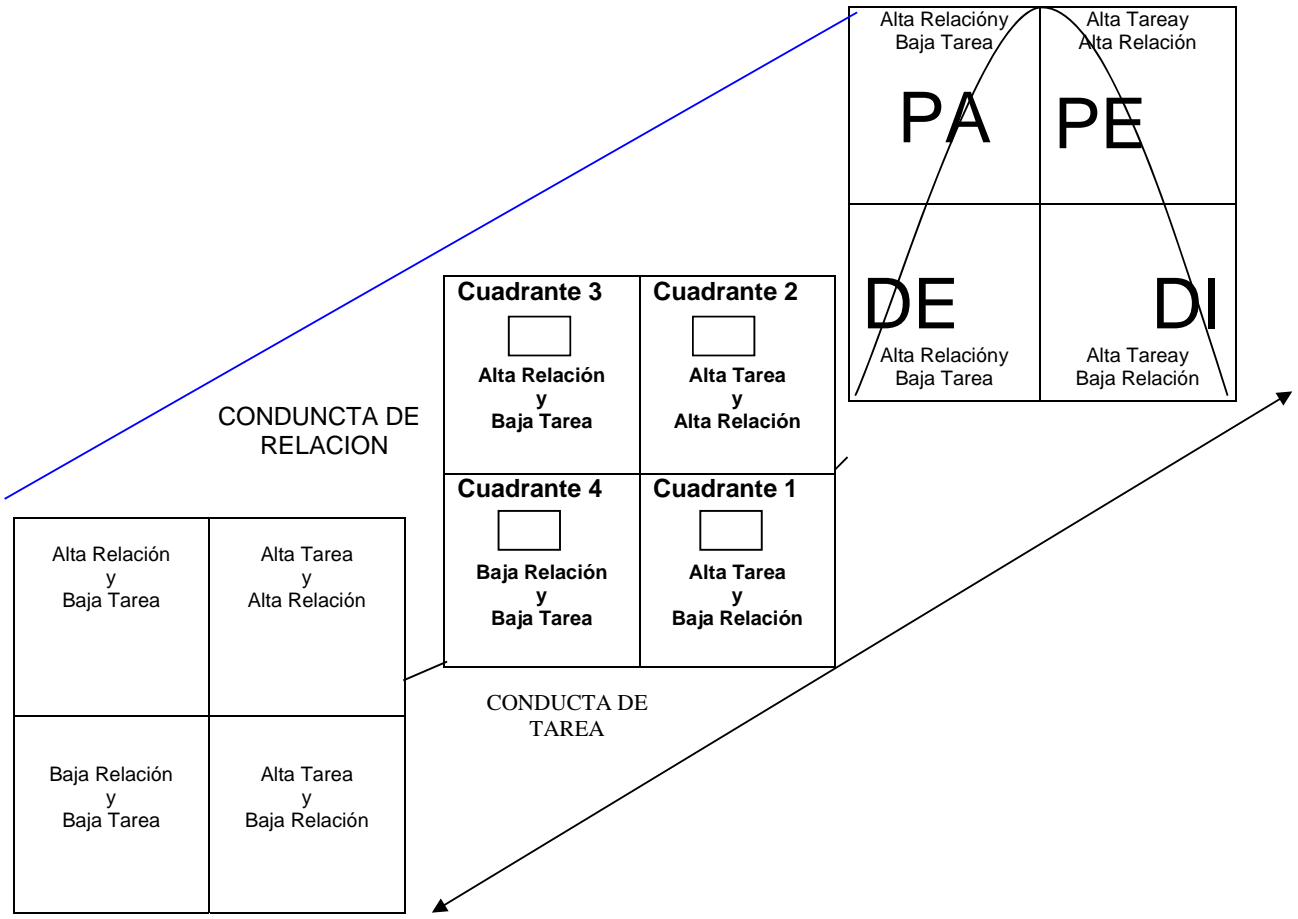 Alta Relacióny
Baja Tarea
Alta Tareay
Alta Relación
PA
PE
DE
DI
Alta Relacióny
Baja Tarea
Alta Tareay
Baja Relación
Cuadrante 3
Alta Relación
y
Baja Tarea
Cuadrante 2
Alta Tarea
y
Alta Relación
Cuadrante 4
Baja Relación
y
Baja Tarea
Cuadrante 1
Alta Tarea
y
Baja Relación
CONDUNCTA DE
RELACION
CONDUCTA DE
TAREA
Alta Relación
y
Baja Tarea
Alta Tarea
y
Alta Relación
Baja Relación
y
Baja Tarea
Alta Tarea
y
Baja Relación